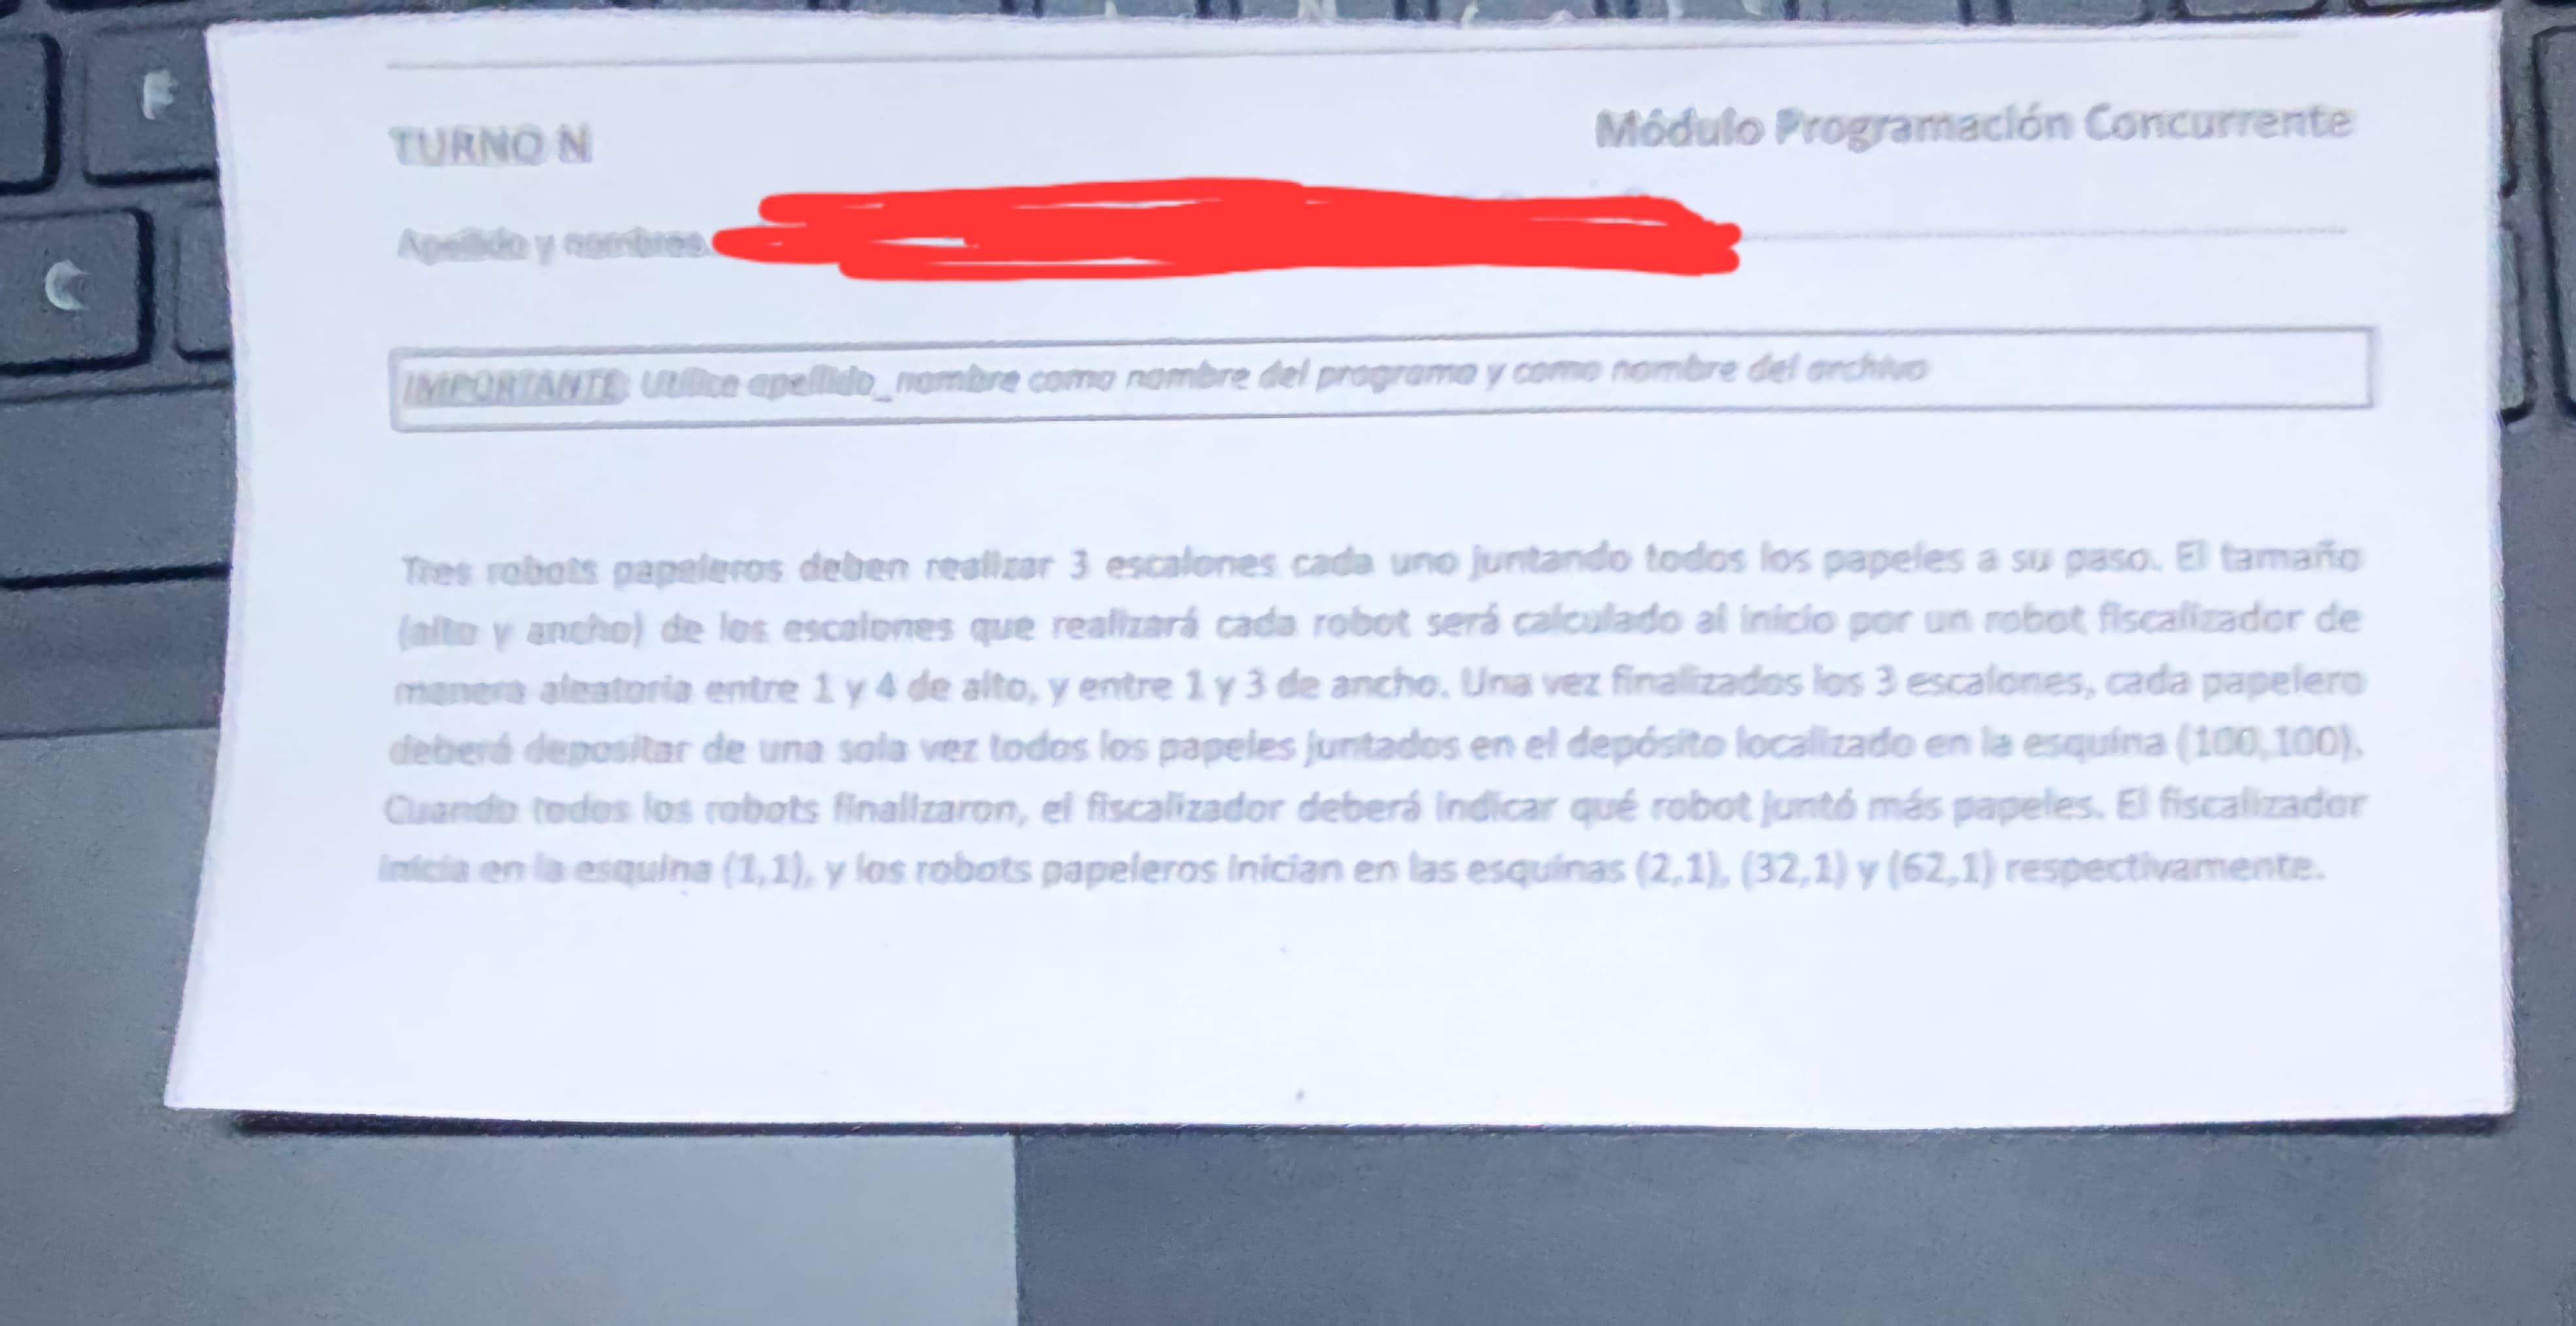 TURNO N
Módulo Programación Concurrente
Apellido y nombres
IMPORTANTE: Utilice apellido_nombre como nombre del programa y como nombre del archivo
Tres robots papeleros deben realizar 3 escalones cada uno juntando todos los papeles a su paso. El tamaño
(alto y ancho) de los escalones que realizará cada robot será calculado al inicio por un robot fiscalizador de
manera aleatoria entre 1 y 4 de alto, y entre 1 y 3 de ancho. Una vez finalizados los 3 escalones, cada papelero
deberá depositar de una sola vez todos los papeles juntados en el depósito localizado en la esquina (100,100).
Cuando todos los robots finalizaron, el fiscalizador deberá indicar qué robot juntó más papeles. El fiscalizador
inicia en la esquina (1,1), y los robots papeleros inician en las esquinas (2,1), (32,1) y (62,1) respectivamente.